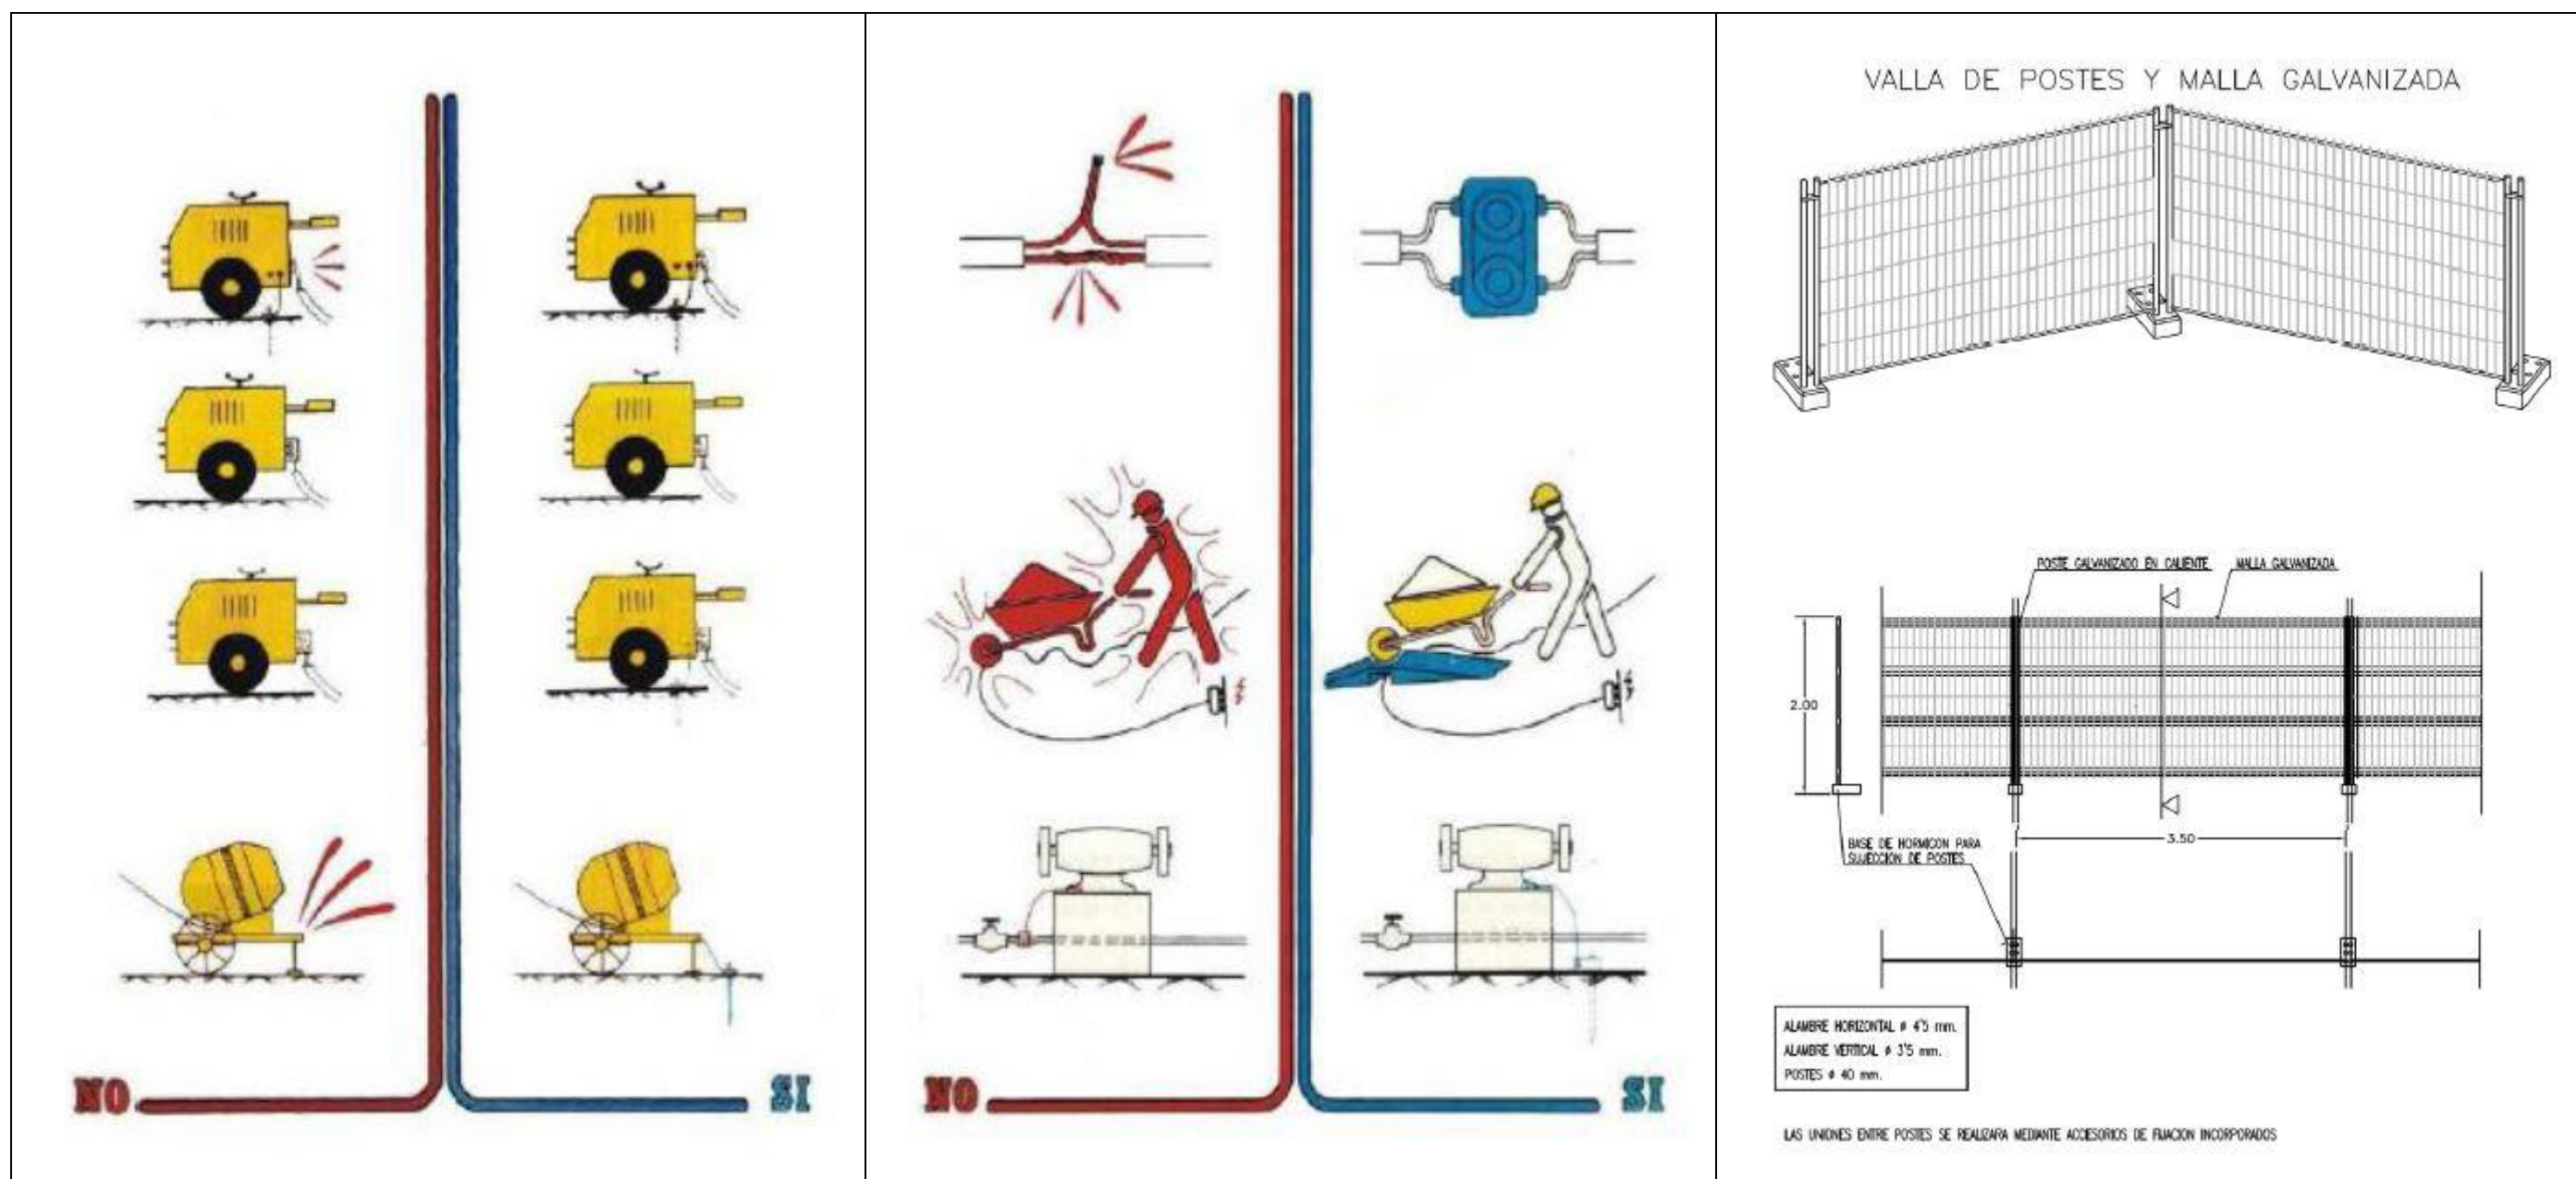 NO
SI
NO
SI
VALLA DE POSTES Y MALLA GALVANIZADA
POSTE GALVANIZADO EN CALIENTE
MALLA GALVANIZADA
2.00
3.50
BASE DE HORMIGON PARA
SUJECCION DE POSTES
ALAMBRE HORIZONTAL ø 4'5 mm.
ALAMBRE VERTICAL ø 3'5 mm.
POSTES ø 40 mm.
LAS UNIONES ENTRE POSTES SE REALIZARA MEDIANTE ACCESORIOS DE FIJACION INCORPORADOS